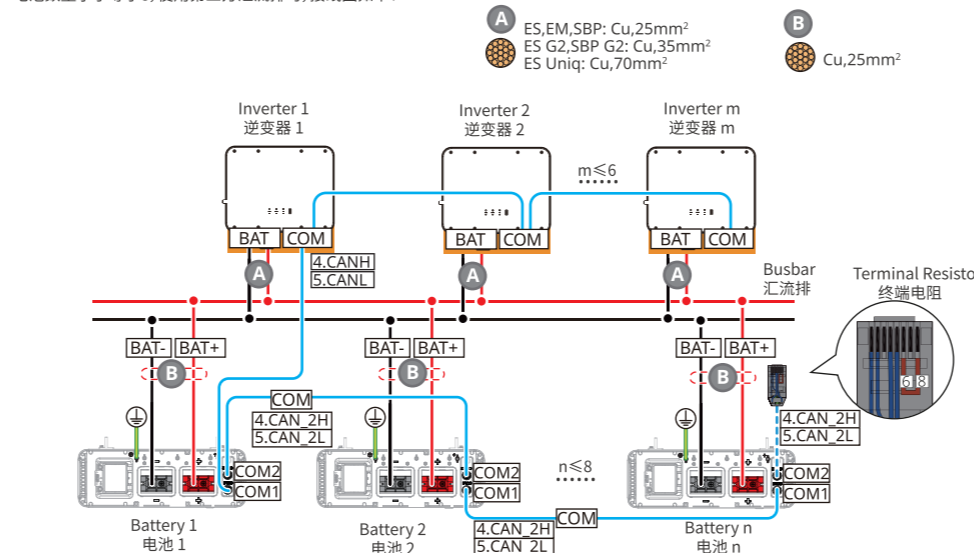 A
ES,EM,SBP: Cu,25mm²
ES G2,SBP G2: Cu,35mm²
ES Uniq: Cu,70mm²
B
Cu,25mm²
Inverter 1
逆变器 1
Inverter 2
逆变器 2
Inverter m
逆变器 m
m≤6
BAT COM
BAT COM
BAT COM
A
A
A
4.CANH
5.CANL
Busbar
汇流排
Terminal Resisto
终端电阻
6 8
BAT- BAT+
BAT- BAT+
BAT- BAT+
B
B
B
COM
4.CAN_2H
5.CAN_2L
4.CAN_2H
5.CAN_2L
COM2
COM1
COM2
COM1
COM2
COM1
n≤8
COM
4.CAN_2H
5.CAN_2L
Battery 1
电池 1
Battery 2
电池 2
Battery n
电池 n